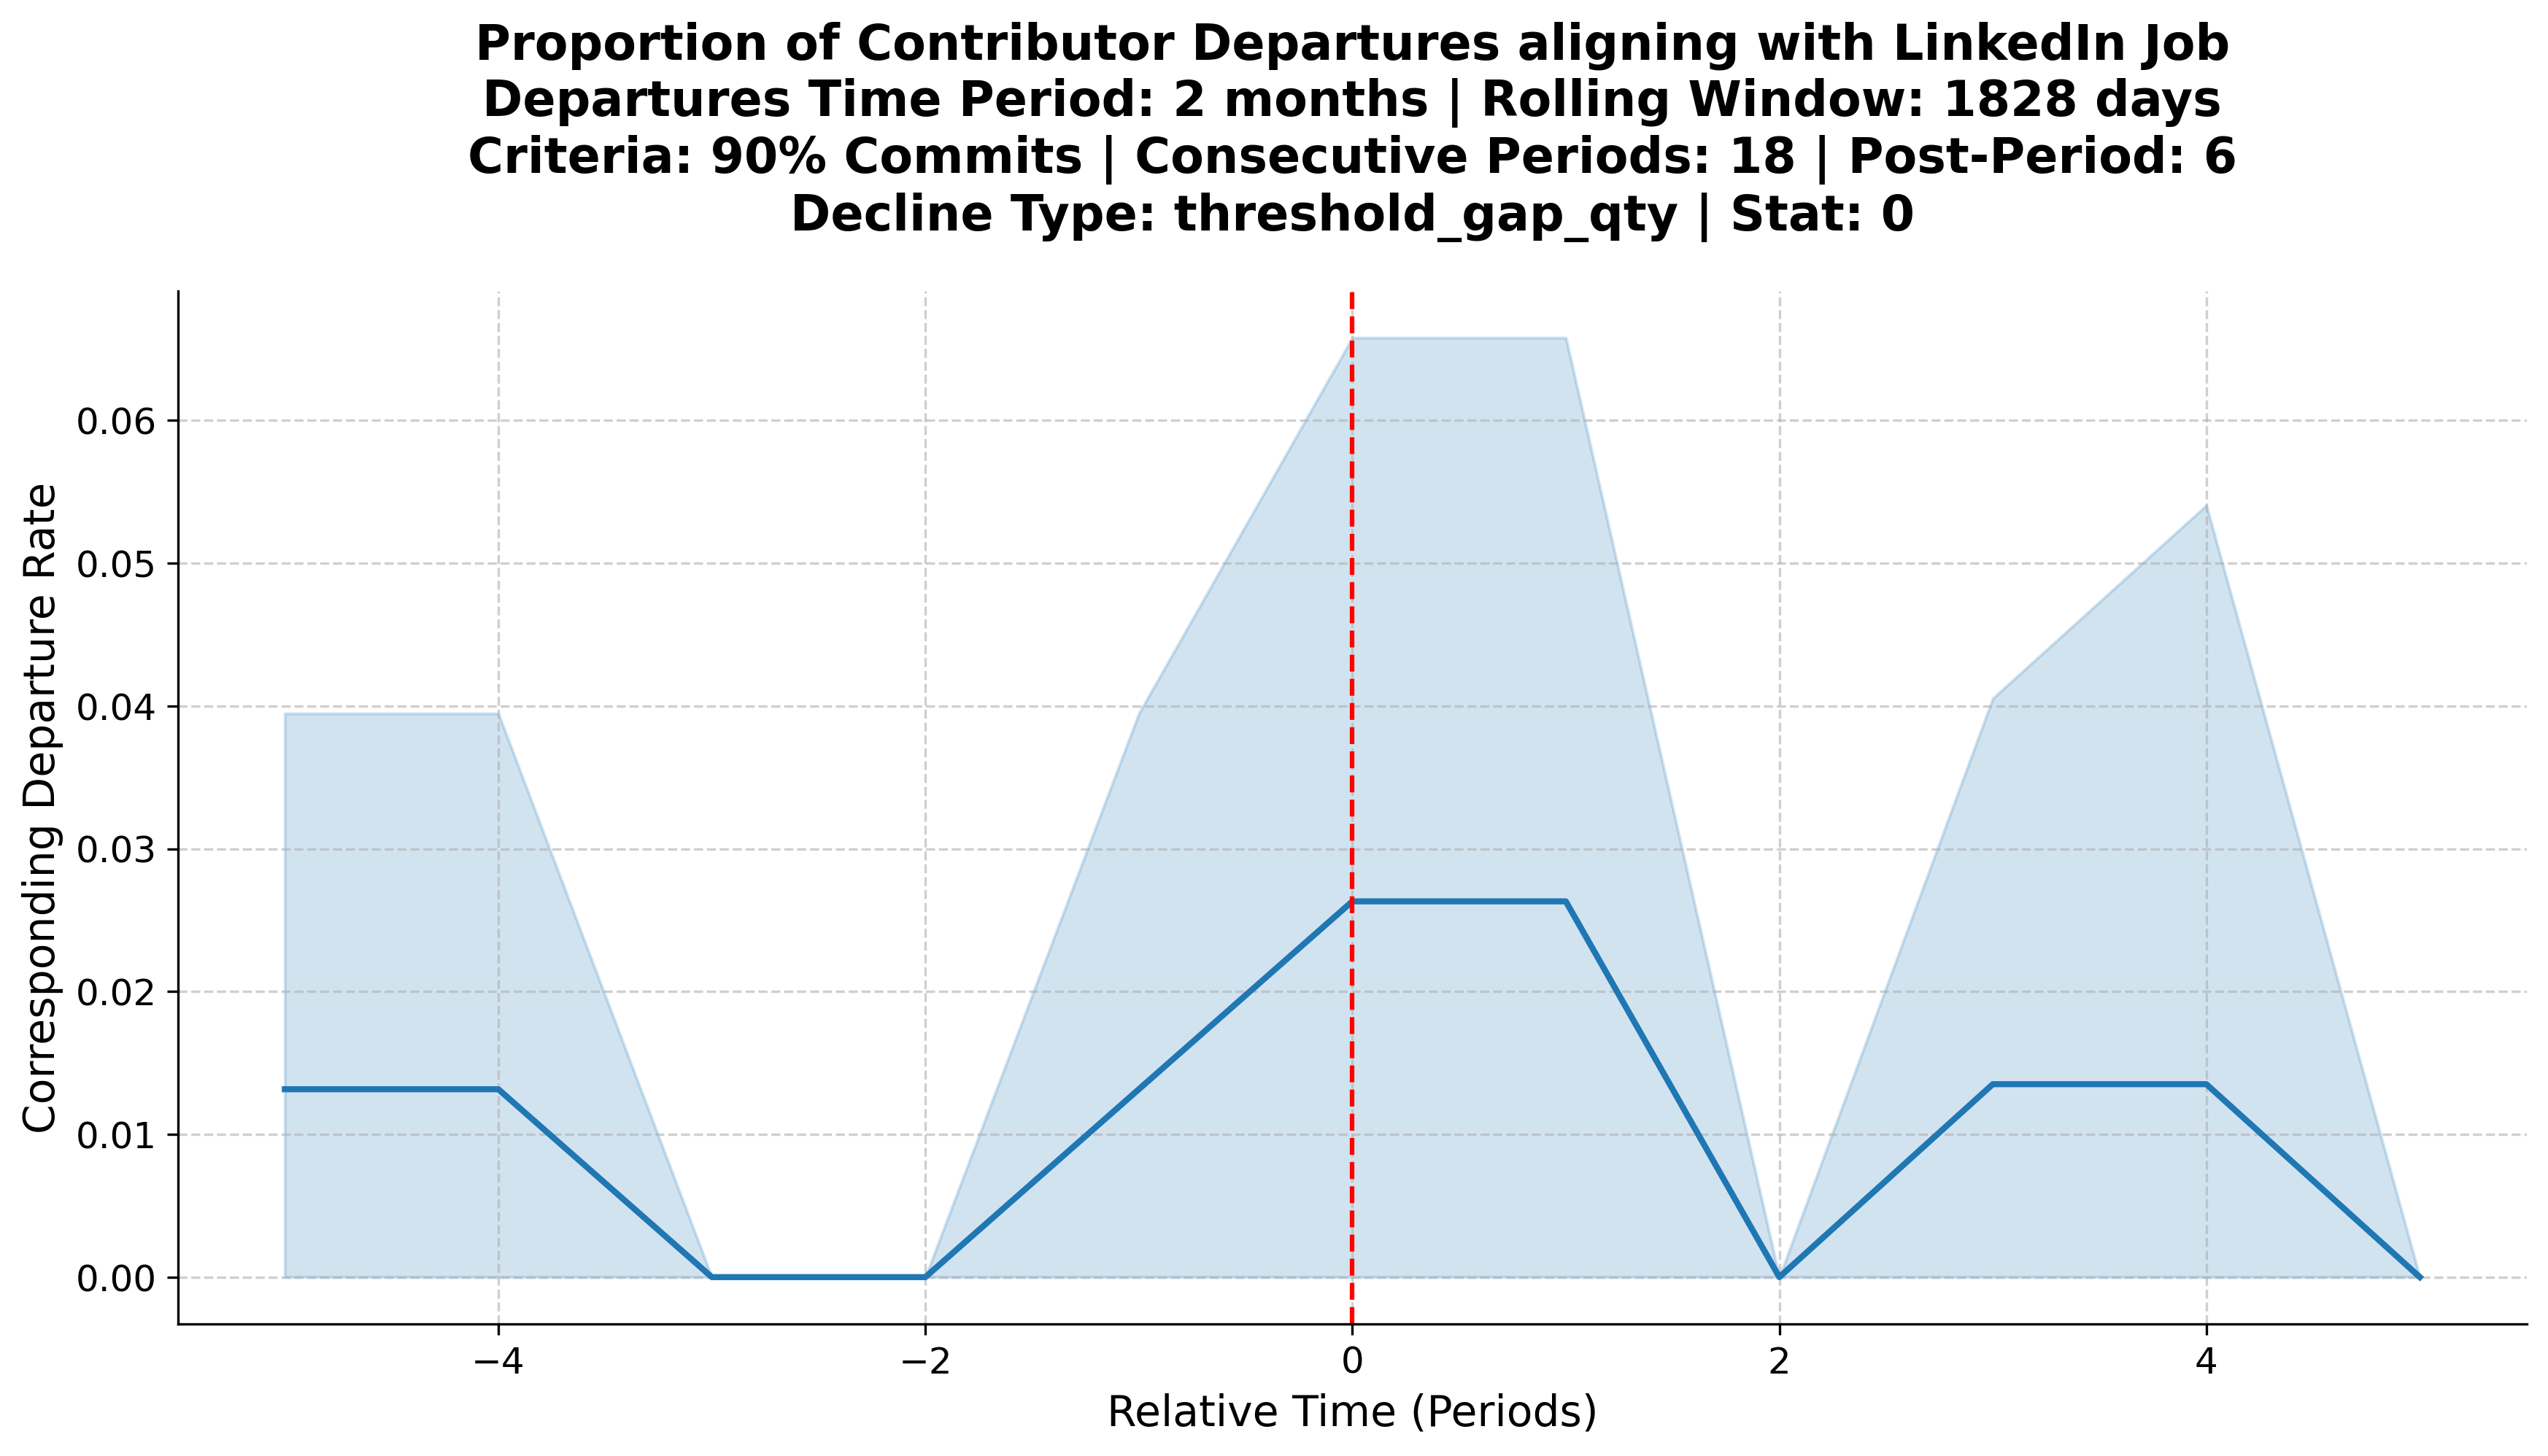 Proportion of Contributor Departures aligning with LinkedIn Job
Departures Time Period: 2 months | Rolling Window: 1828 days
Criteria: 90% Commits | Consecutive Periods: 18 | Post-Period: 6
Decline Type: threshold_gap_qty | Stat: 0
Corresponding Departure Rate
0.06
0.05
0.04
0.03
0.02
0.01
0.00
−4 −2 0 2 4
Relative Time (Periods)